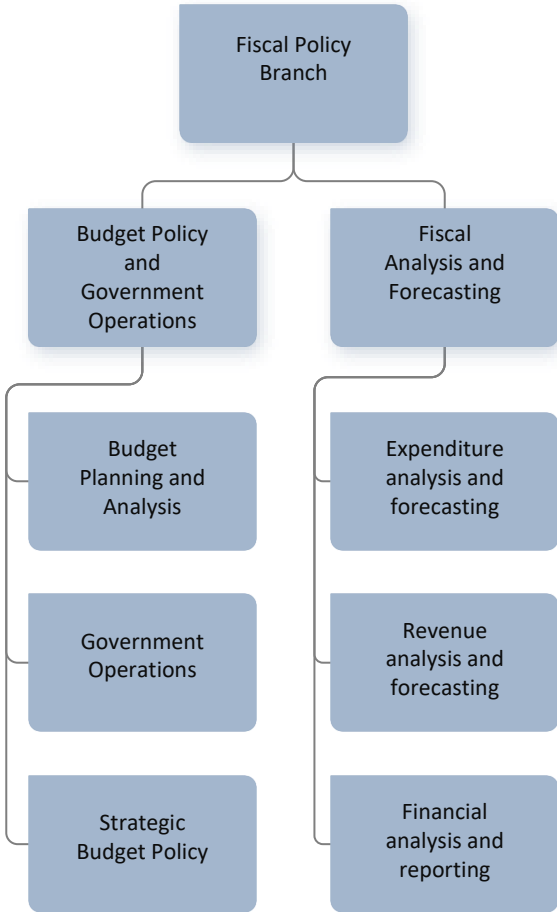 Fiscal Policy
Branch
Budget Policy
and
Government
Operations
Budget
Planning and
Analysis
Government
Operations
Strategic
Budget Policy
Fiscal
Analysis and
Forecasting
Expenditure
analysis and
forecasting
Revenue
analysis and
forecasting
Financial
analysis and
reporting